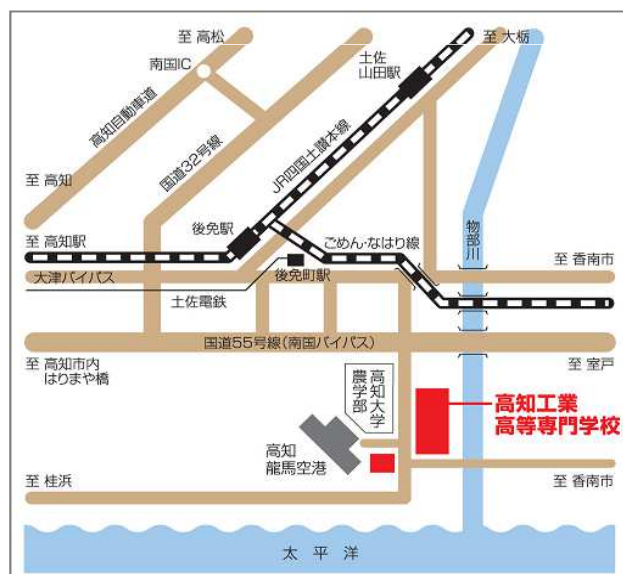 至 高松
南国IC
高知自動車道
至 高知
国道32号線
土佐
山田駅
至 大栃
JR四国土讃本線
後免駅
至 高知駅
ごめん・なはり線
物部川
大津バイパス
後免町駅
至 香南市
土佐電鉄
国道55号線(南国バイパス)
至 高知市内
はりまや橋
至 室戸
高知大学
農学部
高知工業
高等専門学校
高知
龍馬空港
至 桂浜
至 香南市
太 平 洋